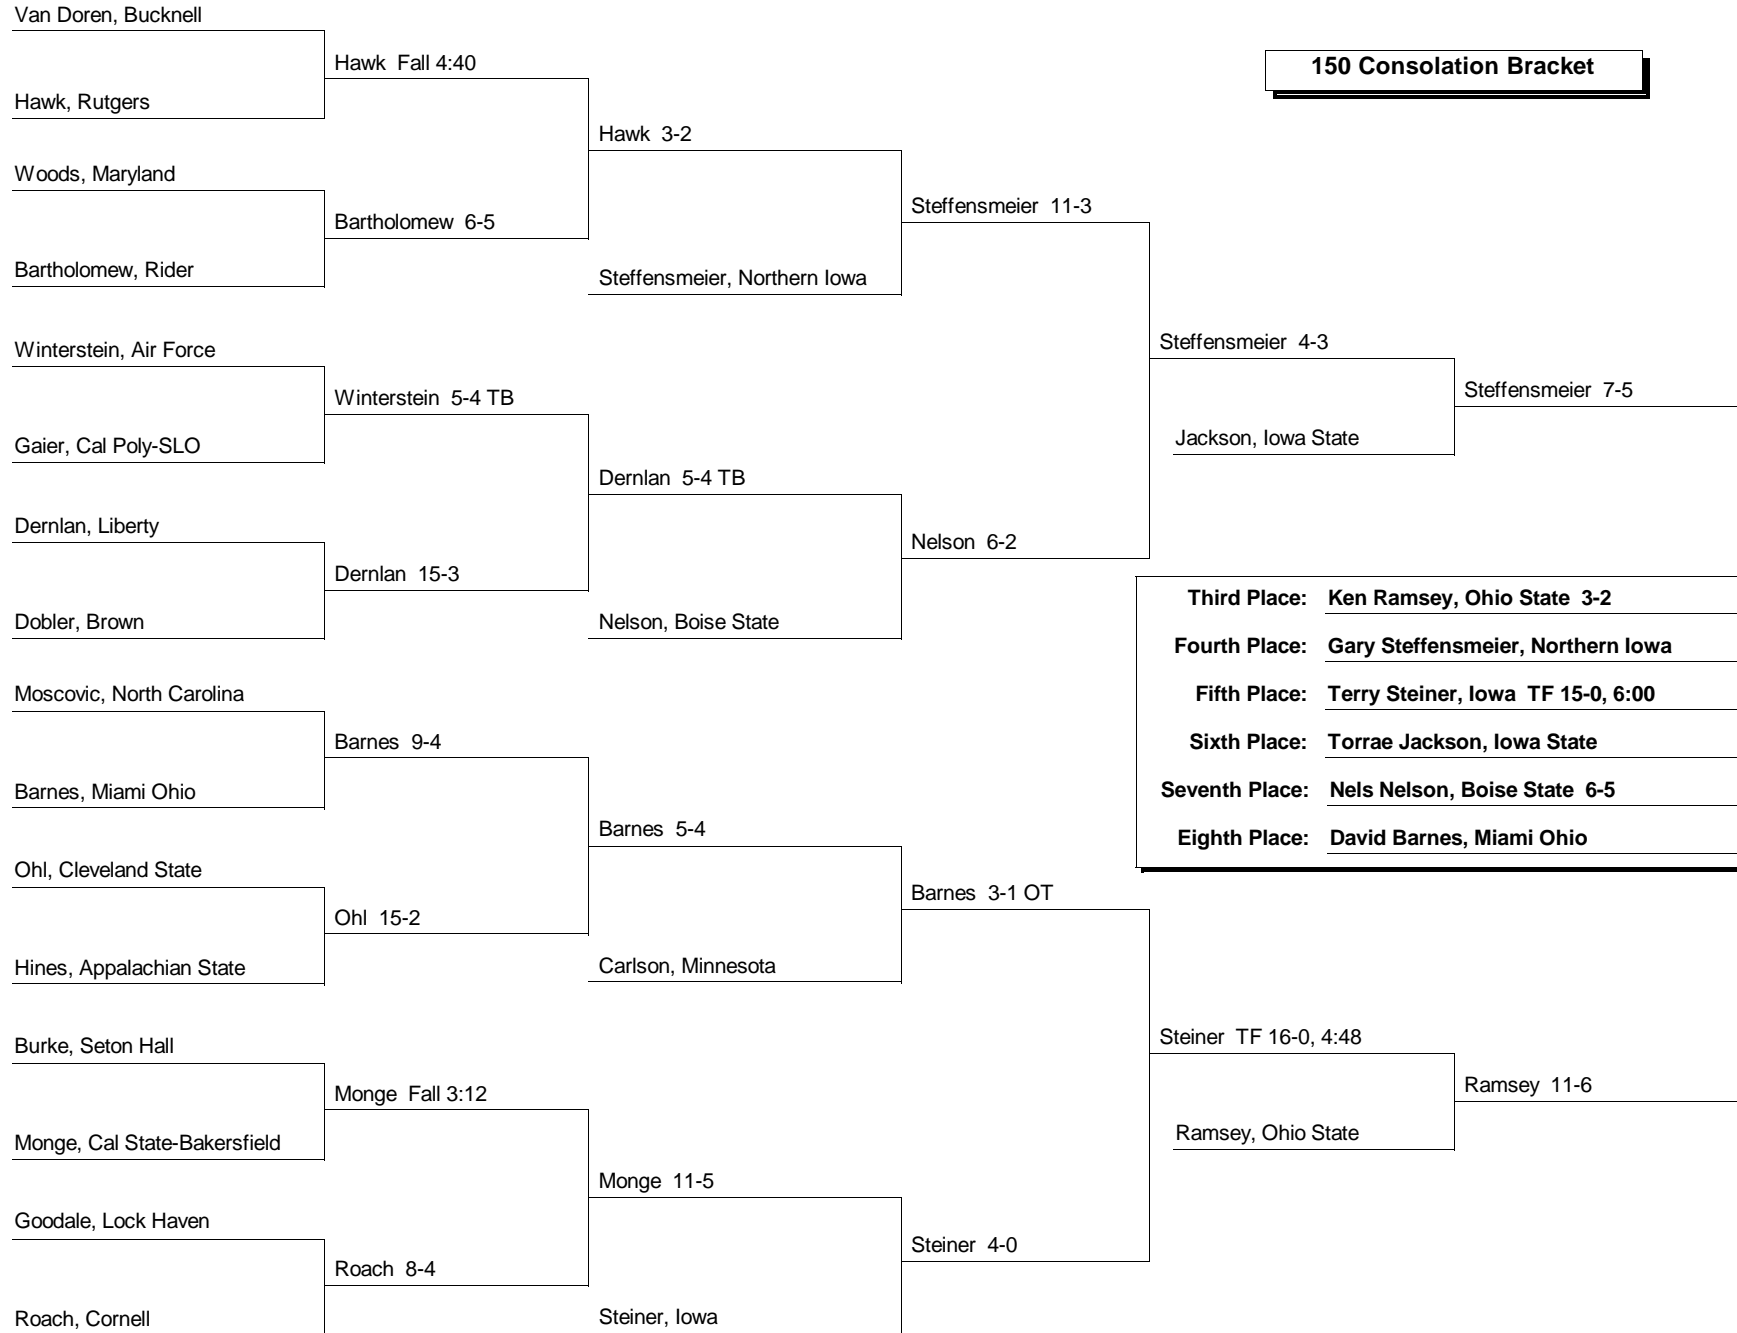 Van Doren, Bucknell
Hawk Fall 4:40
150 Consolation Bracket
Hawk, Rutgers
Hawk 3-2
Woods, Maryland
Steffensmeier 11-3
Bartholomew 6-5
Bartholomew, Rider
Steffensmeier, Northern Iowa
Steffensmeier 4-3
Winterstein, Air Force
Steffensmeier 7-5
Winterstein 5-4 TB
Jackson, Iowa State
Gaier, Cal Poly-SLO
Dernlan 5-4 TB
Dernlan, Liberty
Nelson 6-2
Dernlan 15-3
Third Place: Ken Ramsey, Ohio State 3-2
Dobler, Brown
Nelson, Boise State
Fourth Place: Gary Steffensmeier, Northern Iowa
Moscovic, North Carolina
Fifth Place: Terry Steiner, Iowa TF 15-0, 6:00
Barnes 9-4
Sixth Place: Torrae Jackson, Iowa State
Barnes, Miami Ohio
Seventh Place: Nels Nelson, Boise State 6-5
Barnes 5-4
Eighth Place: David Barnes, Miami Ohio
Ohl, Cleveland State
Barnes 3-1 OT
Ohl 15-2
Hines, Appalachian State
Carlson, Minnesota
Steiner TF 16-0, 4:48
Burke, Seton Hall
Ramsey 11-6
Monge Fall 3:12
Ramsey, Ohio State
Monge, Cal State-Bakersfield
Monge 11-5
Goodale, Lock Haven
Steiner 4-0
Roach 8-4
Steiner, Iowa
Roach, Cornell